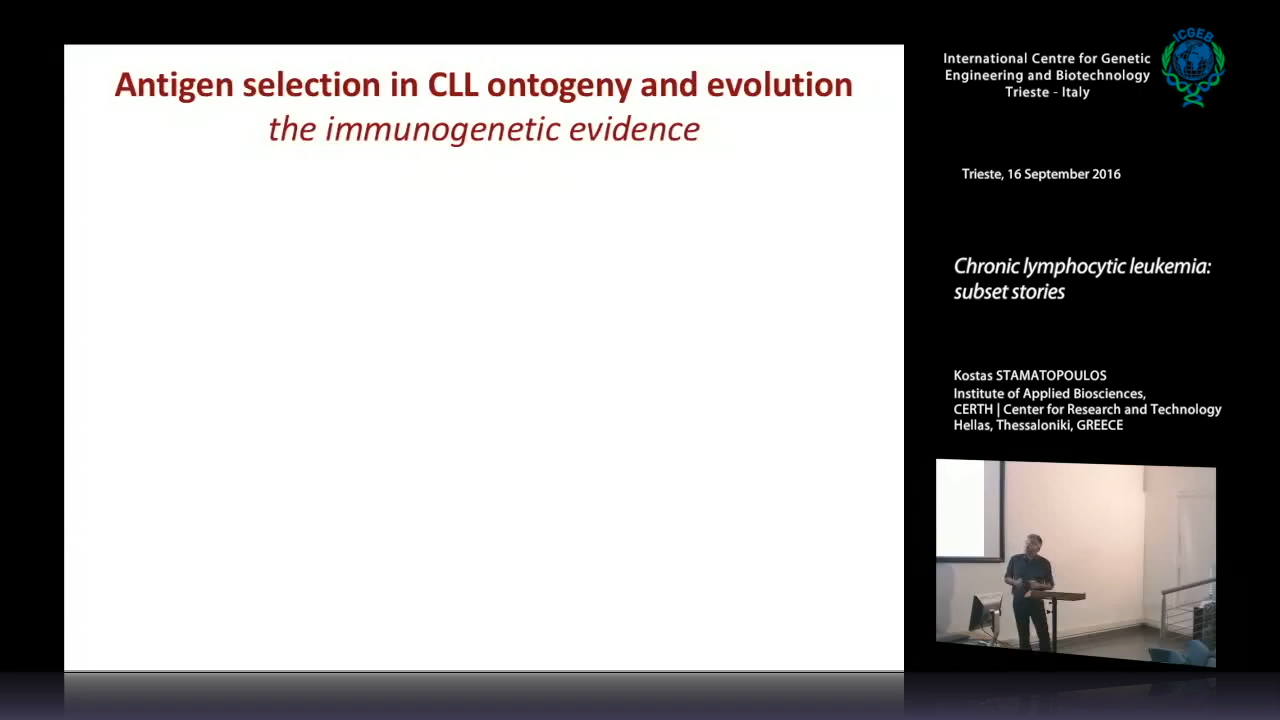 Antigen selection in CLL ontogeny and evolution
the immunogenetic evidence
International Centre for Genetic
Engineering and Biotechnology
Trieste - Italy
ICGEB
Trieste, 16 September 2016
Chronic lymphocytic leukemia:
subset stories
Kostas STAMATOPOULOS
Institute of Applied Biosciences,
CERTH | Center for Research and Technology
Hellas, Thessaloniki, GREECE